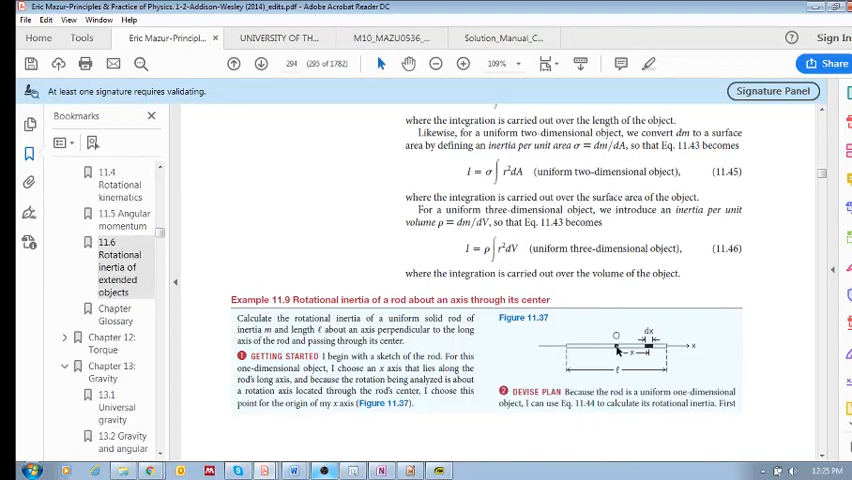 Eric Mazur-Principles & Practice of Physics. 1-2-Addison-Wesley (2014)_edits.pdf - Adobe Acrobat Reader DC
File Edit View Window Help
Home Tools Eric Mazur-Principl... × UNIVERSITY OF TH... M10_MAZU0536_... Solution_Manual_C... Sign In
294 (295 of 1782) 109% Share
At least one signature requires validating. Signature Panel
Bookmarks
11.4
Rotational
kinematics
11.5 Angular
momentum
11.6
Rotational
inertia of
extended
objects
Chapter
Glossary
Chapter 12:
Torque
Chapter 13:
Gravity
13.1
Universal
gravity
13.2 Gravity
and angular
where the integration is carried out over the length of the object.
Likewise, for a uniform two-dimensional object, we convert dm to a surface
area by defining an inertia per unit area σ = dm/dA, so that Eq. 11.43 becomes
I = σ∫ r²dA (uniform two-dimensional object), (11.45)
where the integration is carried out over the surface area of the object.
For a uniform three-dimensional object, we introduce an inertia per unit
volume ρ = dm/dV, so that Eq. 11.43 becomes
I = ρ∫ r²dV (uniform three-dimensional object), (11.46)
where the integration is carried out over the volume of the object.
Example 11.9 Rotational inertia of a rod about an axis through its center
Calculate the rotational inertia of a uniform solid rod of
inertia m and length ℓ about an axis perpendicular to the long
axis of the rod and passing through its center.
1 GETTING STARTED I begin with a sketch of the rod. For this
one-dimensional object, I choose an x axis that lies along the
rod's long axis, and because the rotation being analyzed is about
a rotation axis located through the rod's center, I choose this
point for the origin of my x axis (Figure 11.37).
Figure 11.37
O dx
x
x
ℓ
2 DEVISE PLAN Because the rod is a uniform one-dimensional
object, I can use Eq. 11.44 to calculate its rotational inertia. First
12:25 PM